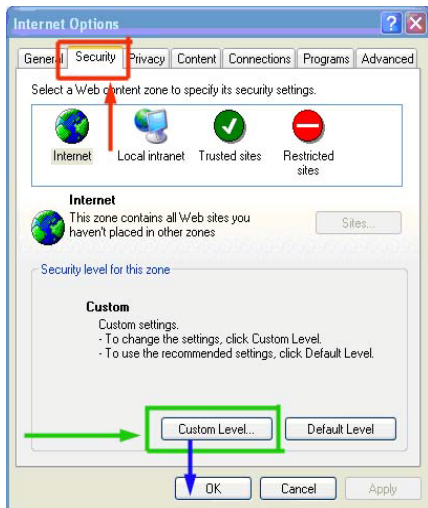 Internet Options
General Security Privacy Content Connections Programs Advanced
Select a Web content zone to specify its security settings.
Internet Local intranet Trusted sites Restricted sites
Internet
This zone contains all Web sites you
haven't placed in other zones
Sites...
Security level for this zone
Custom
Custom settings.
- To change the settings, click Custom Level.
- To use the recommended settings, click Default Level.
Custom Level... Default Level
OK Cancel Apply